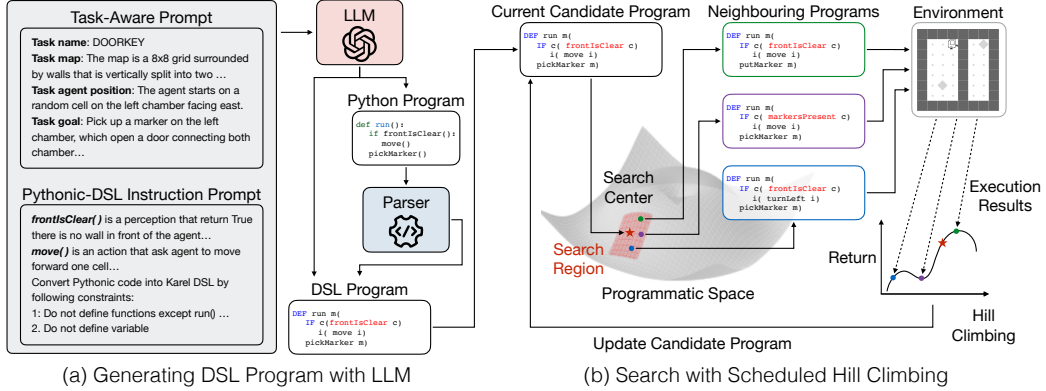 Task-Aware Prompt
Task name: DOORKEY
Task map: The map is a 8x8 grid surrounded
by walls that is vertically split into two …
Task agent position: The agent starts on a
random cell on the left chamber facing east.
Task goal: Pick up a marker on the left
chamber, which open a door connecting both
chamber…
Pythonic-DSL Instruction Prompt
frontIsClear( ) is a perception that return True
there is no wall in front of the agent…
move( ) is an action that ask agent to move
forward one cell…
Convert Pythonic code into Karel DSL by
following constraints:
1: Do not define functions except run() …
2. Do not define variable
LLM
Python Program
def run():
if frontIsClear():
move()
pickMarker()
Parser
DSL Program
DEF run m(
IF c(frontIsClear c)
i( move i)
pickMarker m)
(a) Generating DSL Program with LLM
Current Candidate Program
DEF run m(
IF c( frontIsClear c)
i( move i)
pickMarker m)
Neighbouring Programs
DEF run m(
IF c( frontIsClear c)
i( move i)
putMarker m)
DEF run m(
IF c( markersPresent c)
i( move i)
pickMarker m)
DEF run m(
IF c( frontIsClear c)
i( turnLeft i)
pickMarker m)
Environment
Search
Center
Search
Region
Programmatic Space
Execution
Results
Return
Hill
Climbing
Update Candidate Program
(b) Search with Scheduled Hill Climbing